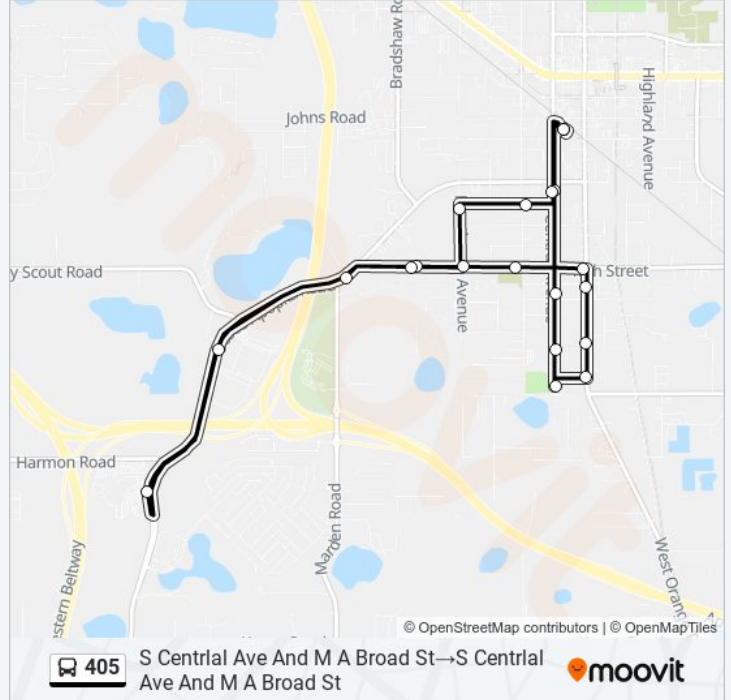 Bradshaw Ro
Johns Road
Highland Avenue
y Scout Road
h Street
Avenue
Harmon Road
Marden Road
stern Beltway
West Orang
© OpenStreetMap contributors | © OpenMapTiles
405
S Centrlal Ave And M A Broad St→S Centrlal
Ave And M A Broad St
moovit